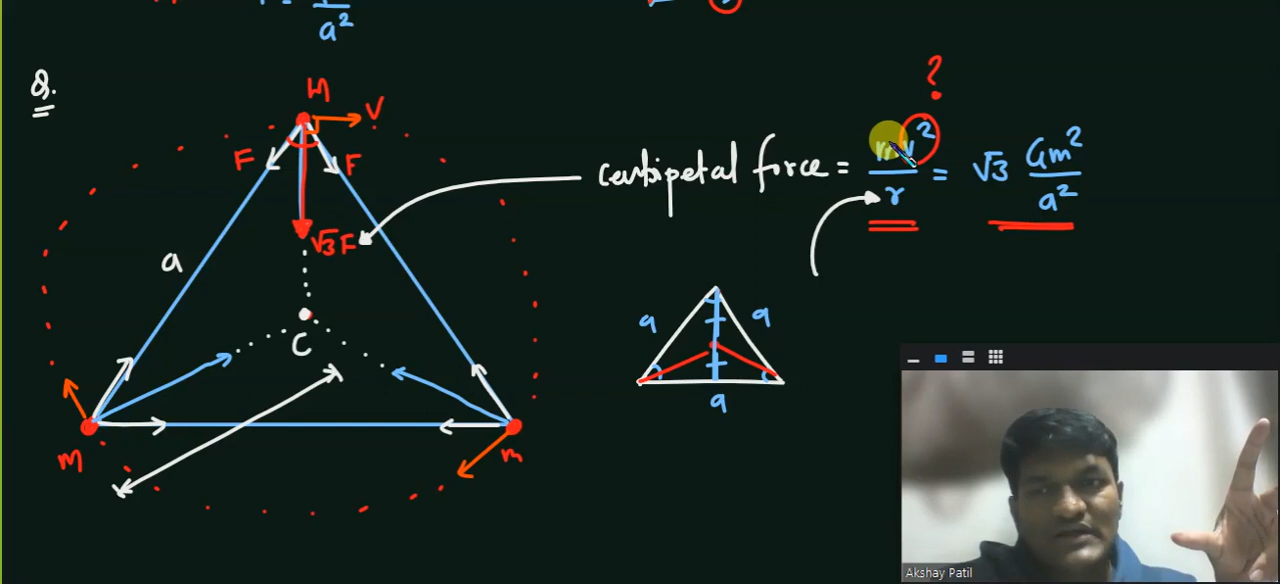 a²
Q.
M
V
F
F
centripetal force = mv² / r = √3 Gm² / a²
?
√3F
a
C
a
a
a
M
m
Akshay Patil